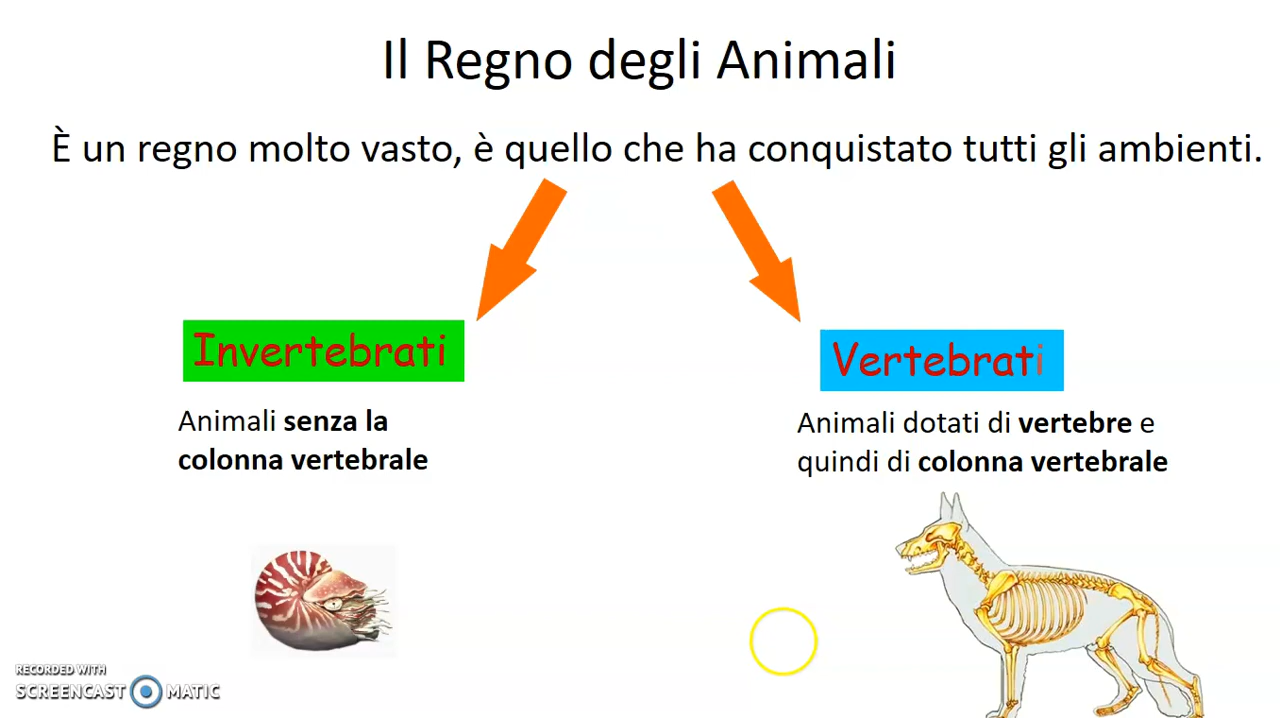 Il Regno degli Animali
È un regno molto vasto, è quello che ha conquistato tutti gli ambienti.
Invertebrati
Animali senza la
colonna vertebrale
Vertebrati
Animali dotati di vertebre e
quindi di colonna vertebrale
RECORDED WITH
SCREENCAST MATIC